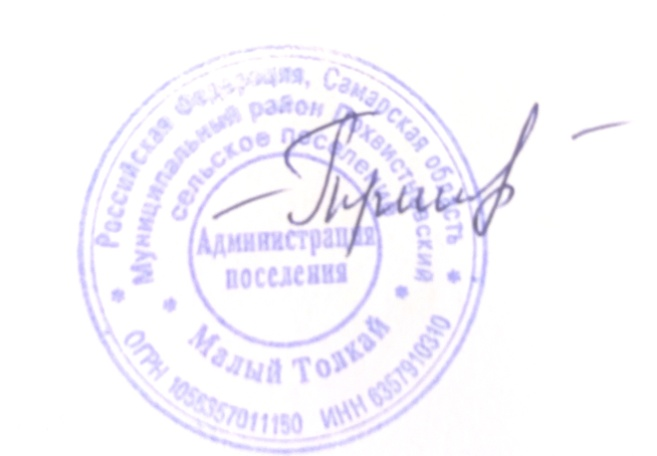 Российская Федерация, Самарская область
Муниципальный район Похвистневский
сельское поселение
Администрация
поселения
Малый Толкай
ОГРН 1056357011150 ИНН 6357910310